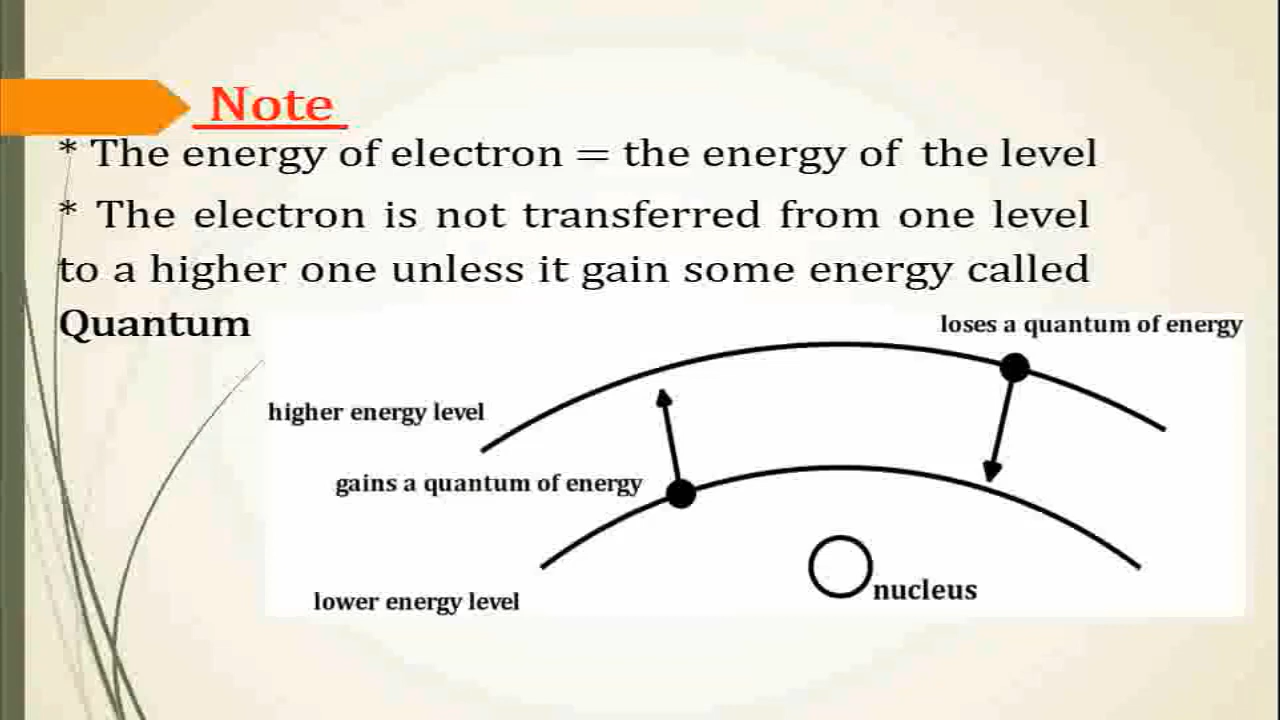 Note
* The energy of electron = the energy of the level
* The electron is not transferred from one level
to a higher one unless it gain some energy called
Quantum
loses a quantum of energy
higher energy level
gains a quantum of energy
nucleus
lower energy level